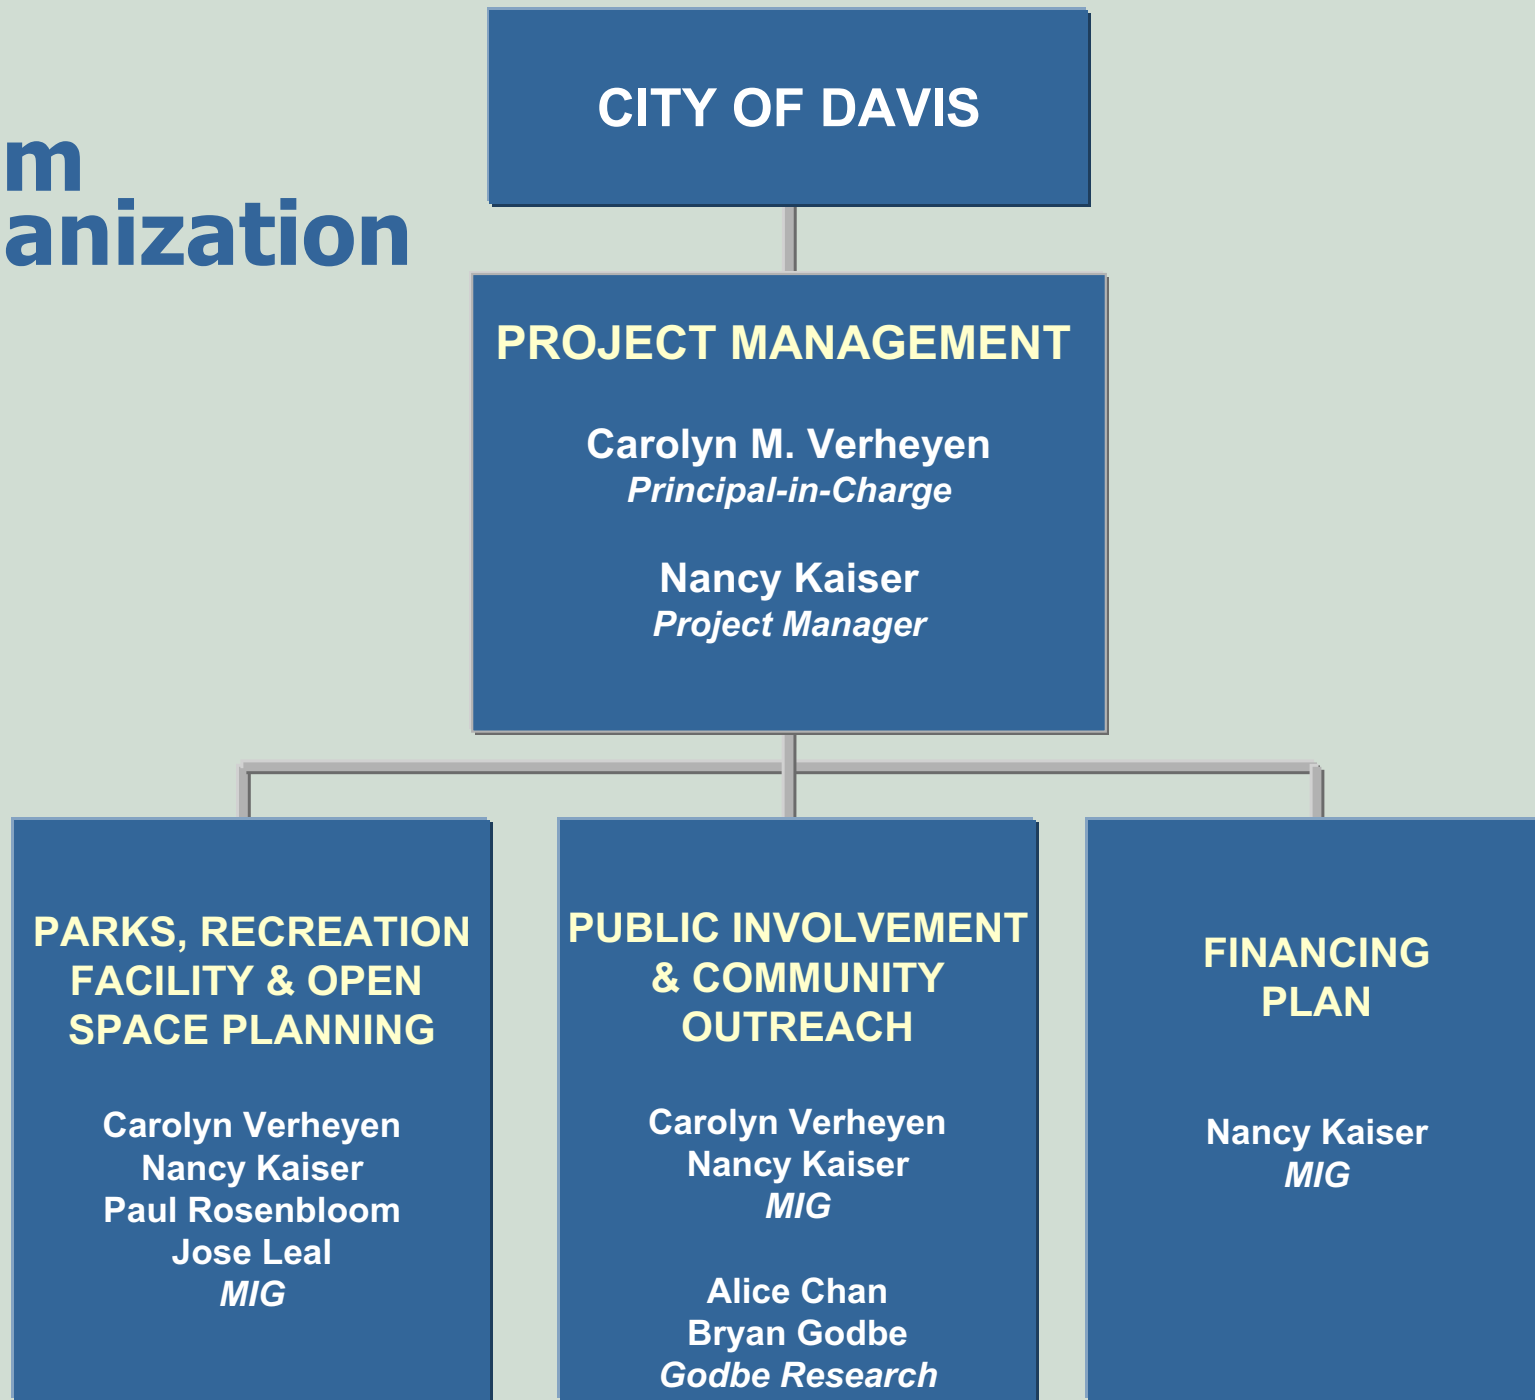 CITY OF DAVIS
m
anization
PROJECT MANAGEMENT
Carolyn M. Verheyen
Principal-in-Charge
Nancy Kaiser
Project Manager
PARKS, RECREATION
FACILITY & OPEN
SPACE PLANNING
Carolyn Verheyen
Nancy Kaiser
Paul Rosenbloom
Jose Leal
MIG
PUBLIC INVOLVEMENT
& COMMUNITY
OUTREACH
Carolyn Verheyen
Nancy Kaiser
MIG
Alice Chan
Bryan Godbe
Godbe Research
FINANCING
PLAN
Nancy Kaiser
MIG